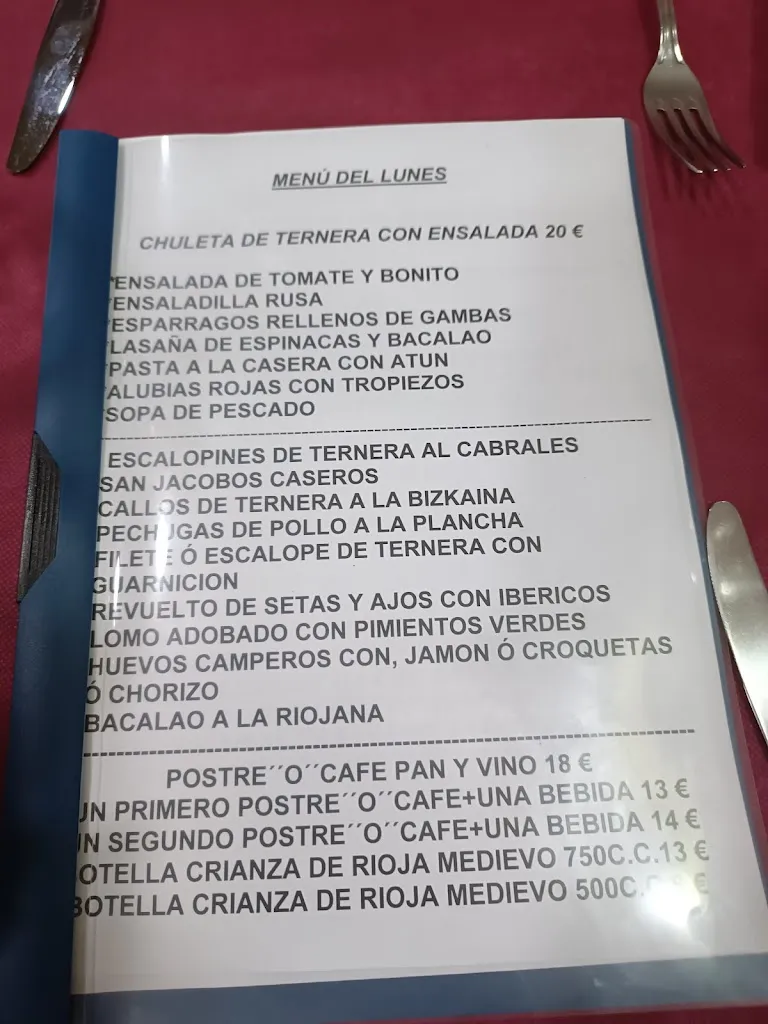 MENÚ DEL LUNES
CHULETA DE TERNERA CON ENSALADA 20 €
*ENSALADA DE TOMATE Y BONITO
*ENSALADILLA RUSA
*ESPARRAGOS RELLENOS DE GAMBAS
*LASAÑA DE ESPINACAS Y BACALAO
*PASTA A LA CASERA CON ATUN
*ALUBIAS ROJAS CON TROPIEZOS
*SOPA DE PESCADO
ESCALOPINES DE TERNERA AL CABRALES
SAN JACOBOS CASEROS
CALLOS DE TERNERA A LA BIZKAINA
PECHUGAS DE POLLO A LA PLANCHA
FILETE Ó ESCALOPE DE TERNERA CON
GUARNICION
REVUELTO DE SETAS Y AJOS CON IBERICOS
LOMO ADOBADO CON PIMIENTOS VERDES
HUEVOS CAMPEROS CON, JAMON Ó CROQUETAS
Ó CHORIZO
BACALAO A LA RIOJANA
POSTRE´´O´´CAFE PAN Y VINO 18 €
UN PRIMERO POSTRE´´O´´CAFE+UNA BEBIDA 13 €
UN SEGUNDO POSTRE´´O´´CAFE+UNA BEBIDA 14 €
BOTELLA CRIANZA DE RIOJA MEDIEVO 750C.C.13 €
BOTELLA CRIANZA DE RIOJA MEDIEVO 500C.C. €